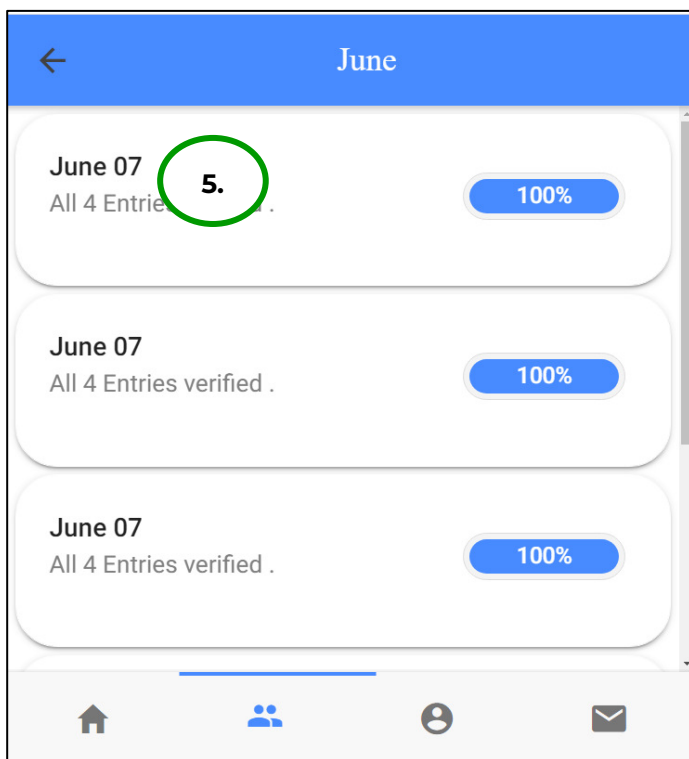 June
June 07
5.
All 4 Entries .
100%
June 07
All 4 Entries verified .
100%
June 07
All 4 Entries verified .
100%